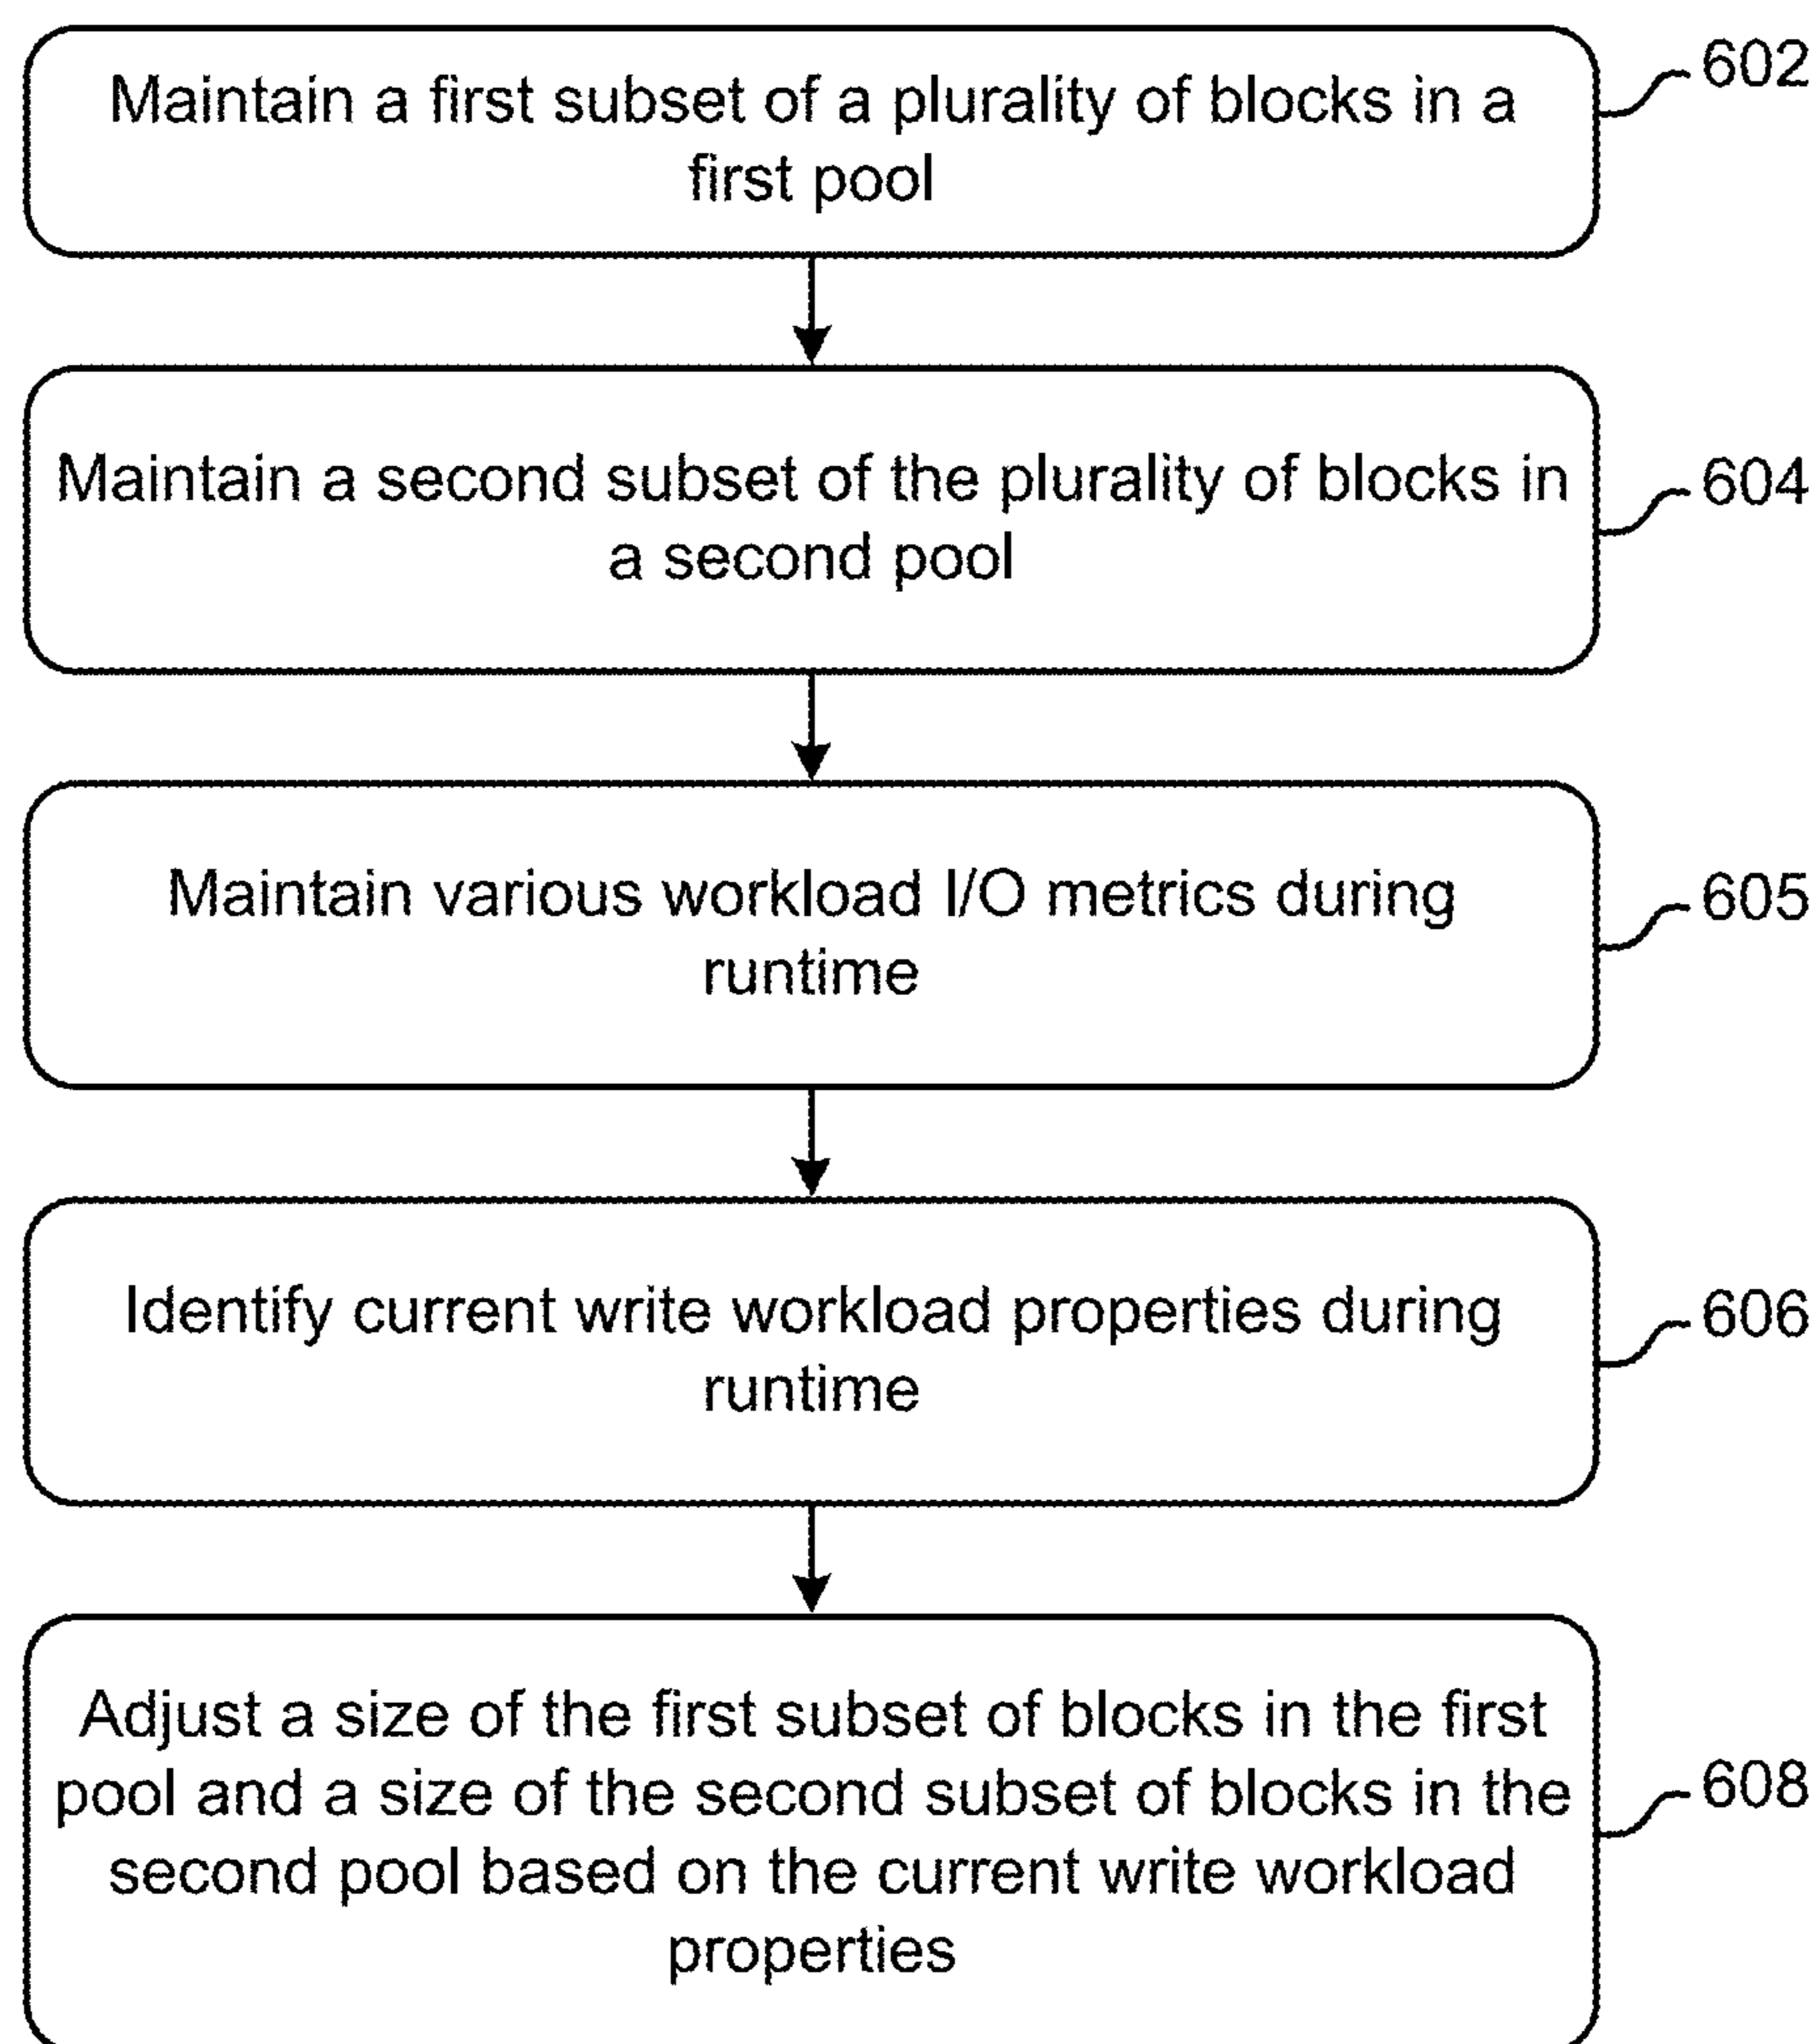 Maintain a first subset of a plurality of blocks in a
first pool
602
Maintain a second subset of the plurality of blocks in
a second pool
604
Maintain various workload I/O metrics during
runtime
605
Identify current write workload properties during
runtime
606
Adjust a size of the first subset of blocks in the first
pool and a size of the second subset of blocks in the
second pool based on the current write workload
properties
608